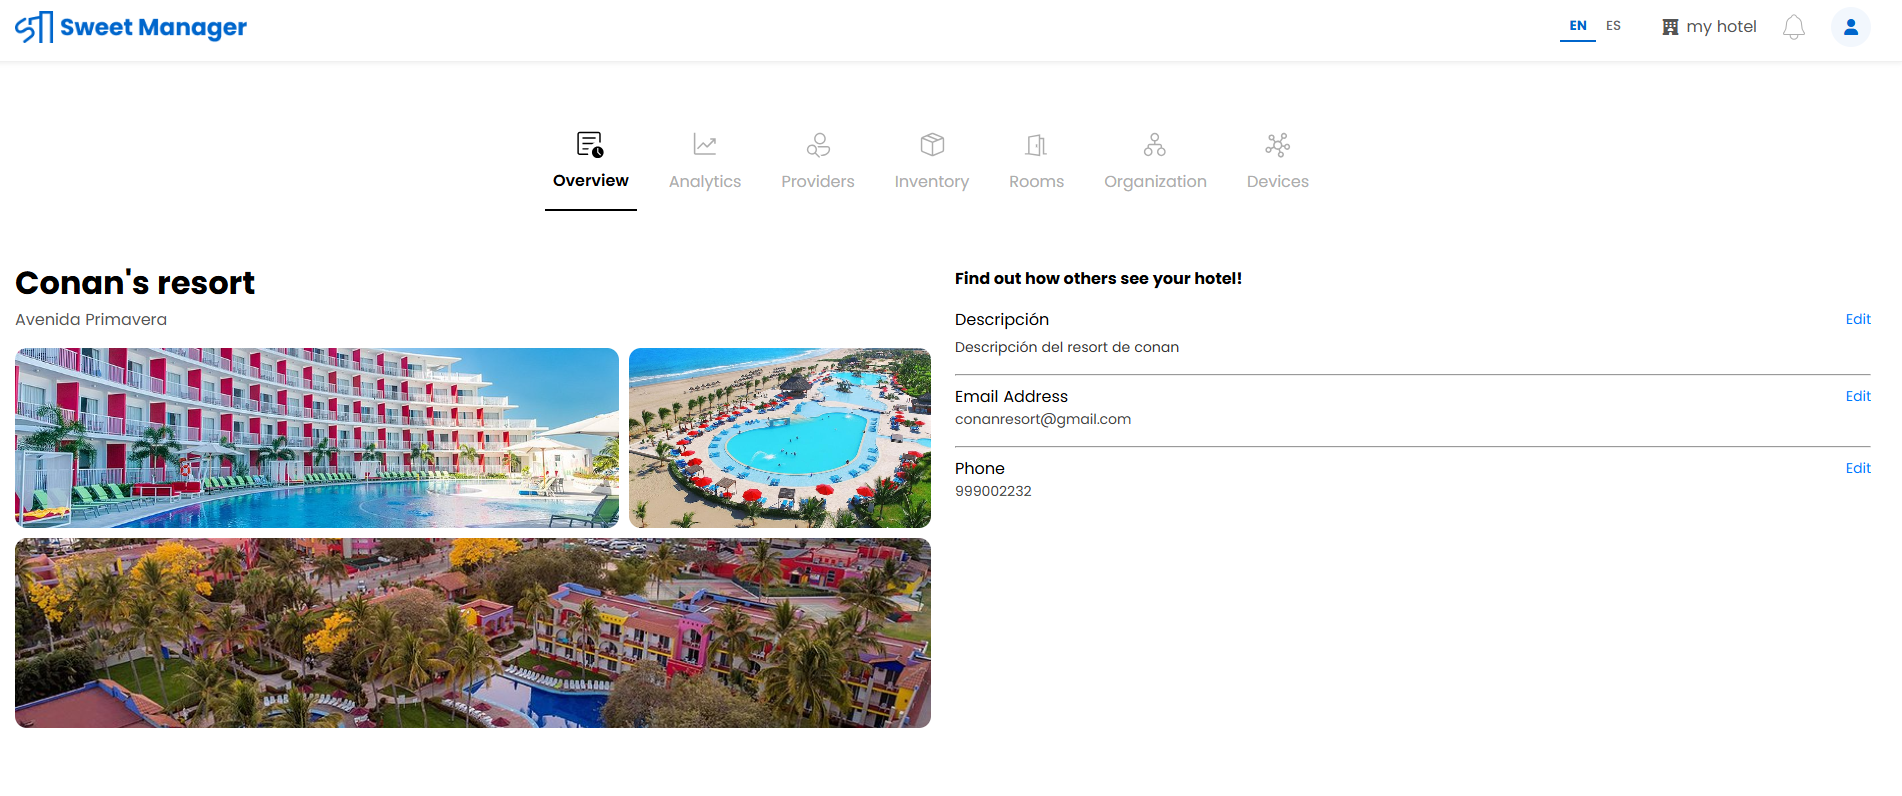 Sweet Manager
EN ES my hotel
Overview Analytics Providers Inventory Rooms Organization Devices
Conan's resort
Avenida Primavera
Find out how others see your hotel!
Descripción Edit
Descripción del resort de conan
Email Address Edit
conanresort@gmail.com
Phone Edit
999002232